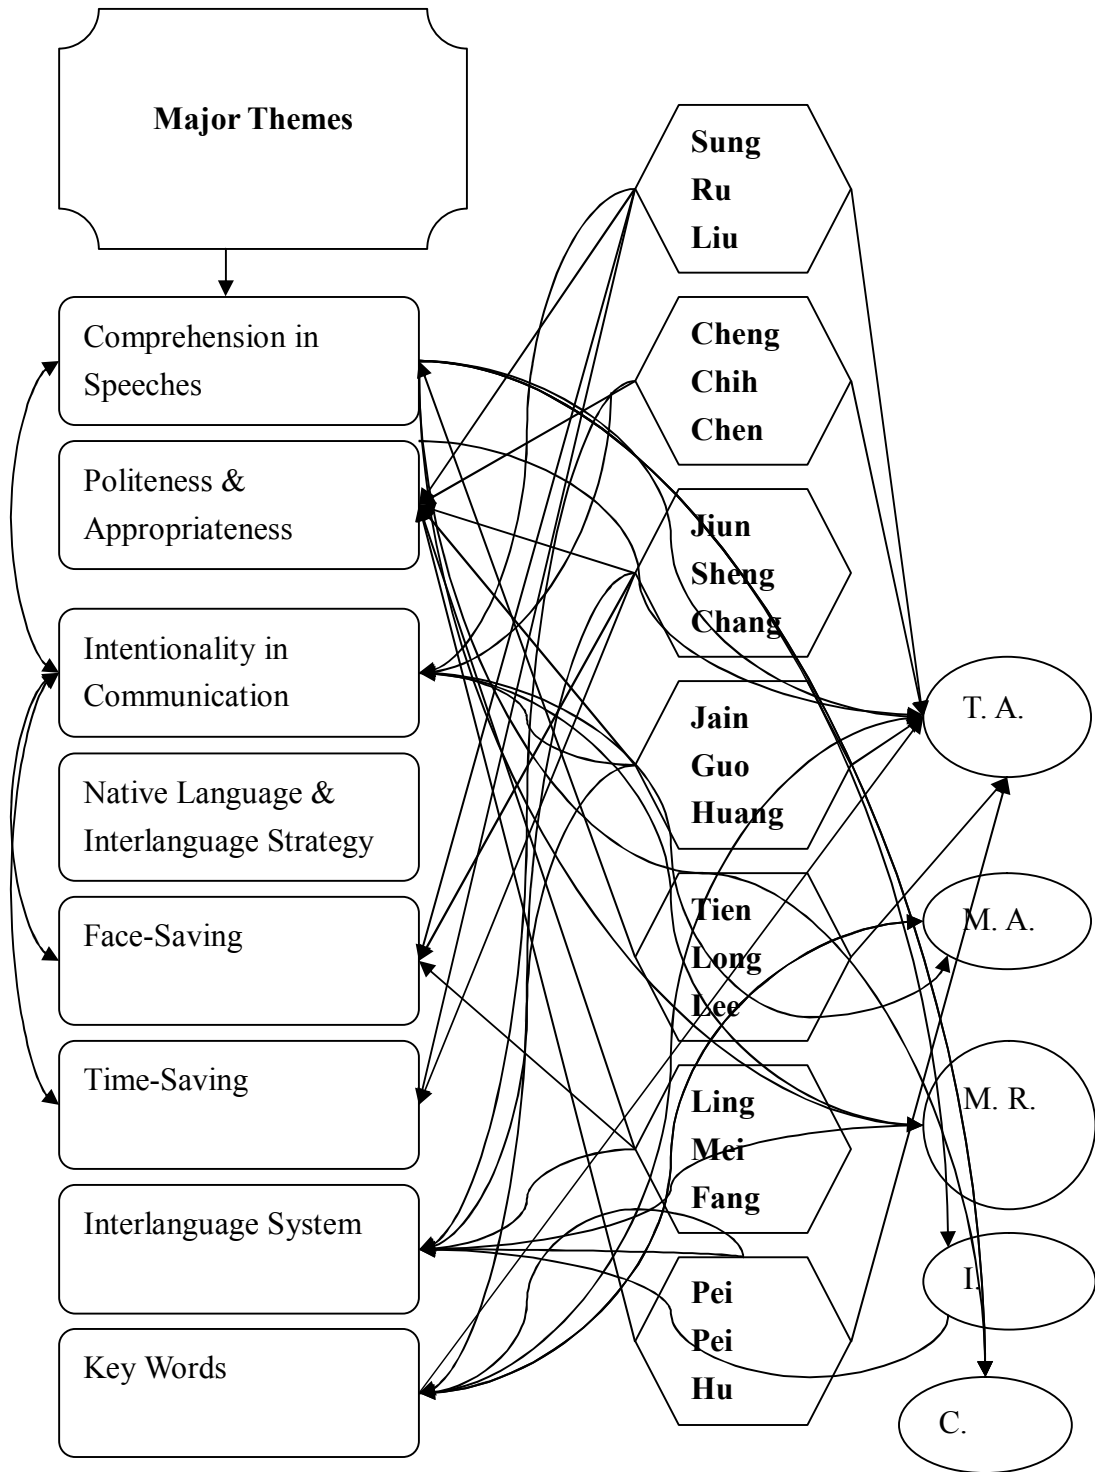 Major Themes
Comprehension in
Speeches
Politeness &
Appropriateness
Intentionality in
Communication
Native Language &
Interlanguage Strategy
Face-Saving
Time-Saving
Interlanguage System
Key Words
Sung
Ru
Liu
Cheng
Chih
Chen
Jiun
Sheng
Chang
Jain
Guo
Huang
Tien
Long
Lee
Ling
Mei
Fang
Pei
Pei
Hu
T. A.
M. A.
M. R.
I.
C.